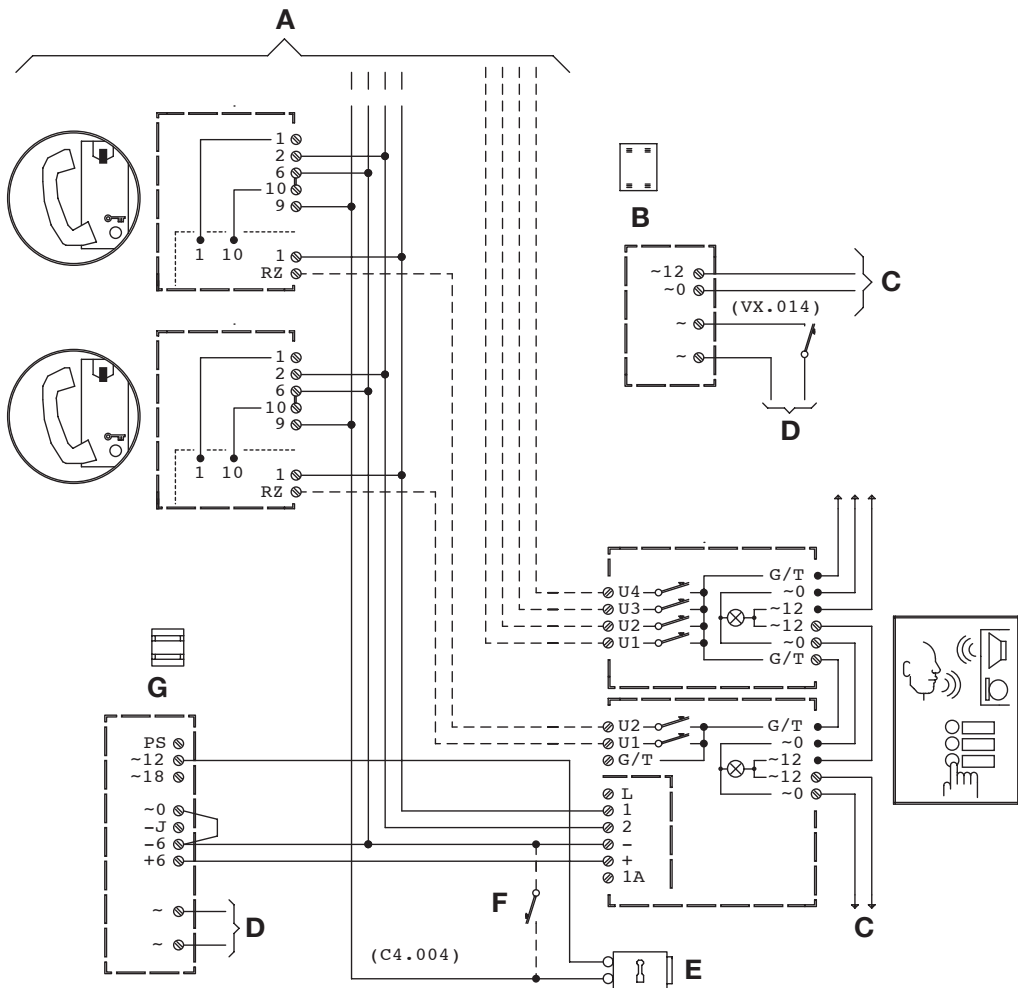 A
1
2
6
10
9
1 10
1
RZ
1
2
6
10
9
1 10
1
RZ
B
~12
~0
(VX.014)
~
~
C
D
U4
U3
U2
U1
G/T
~0
~12
~12
~0
G/T
U2
U1
G/T
G/T
~0
~12
~12
~0
L
1
2
-
+
1A
C
G
PS
~12
~18
~0
-J
-6
+6
~
~
D
F
(C4.004)
E